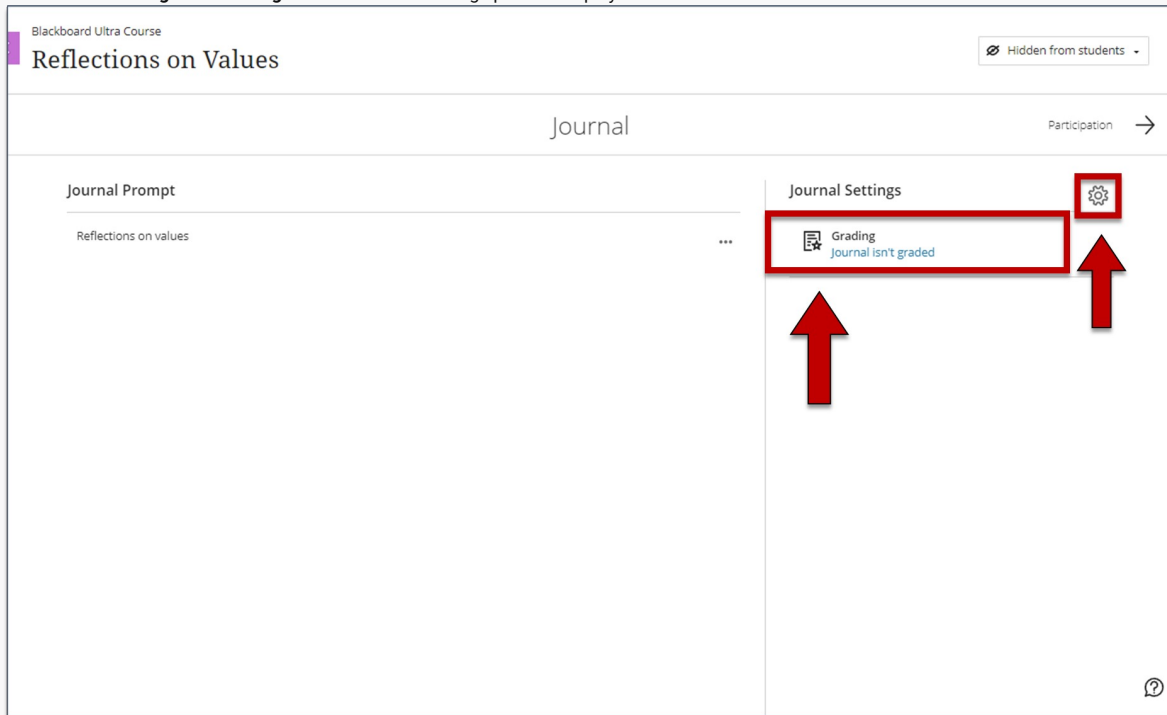 Blackboard Ultra Course
Reflections on Values
Hidden from students
Journal
Participation
Journal Prompt
Reflections on values
...
Journal Settings
Grading
Journal isn't graded